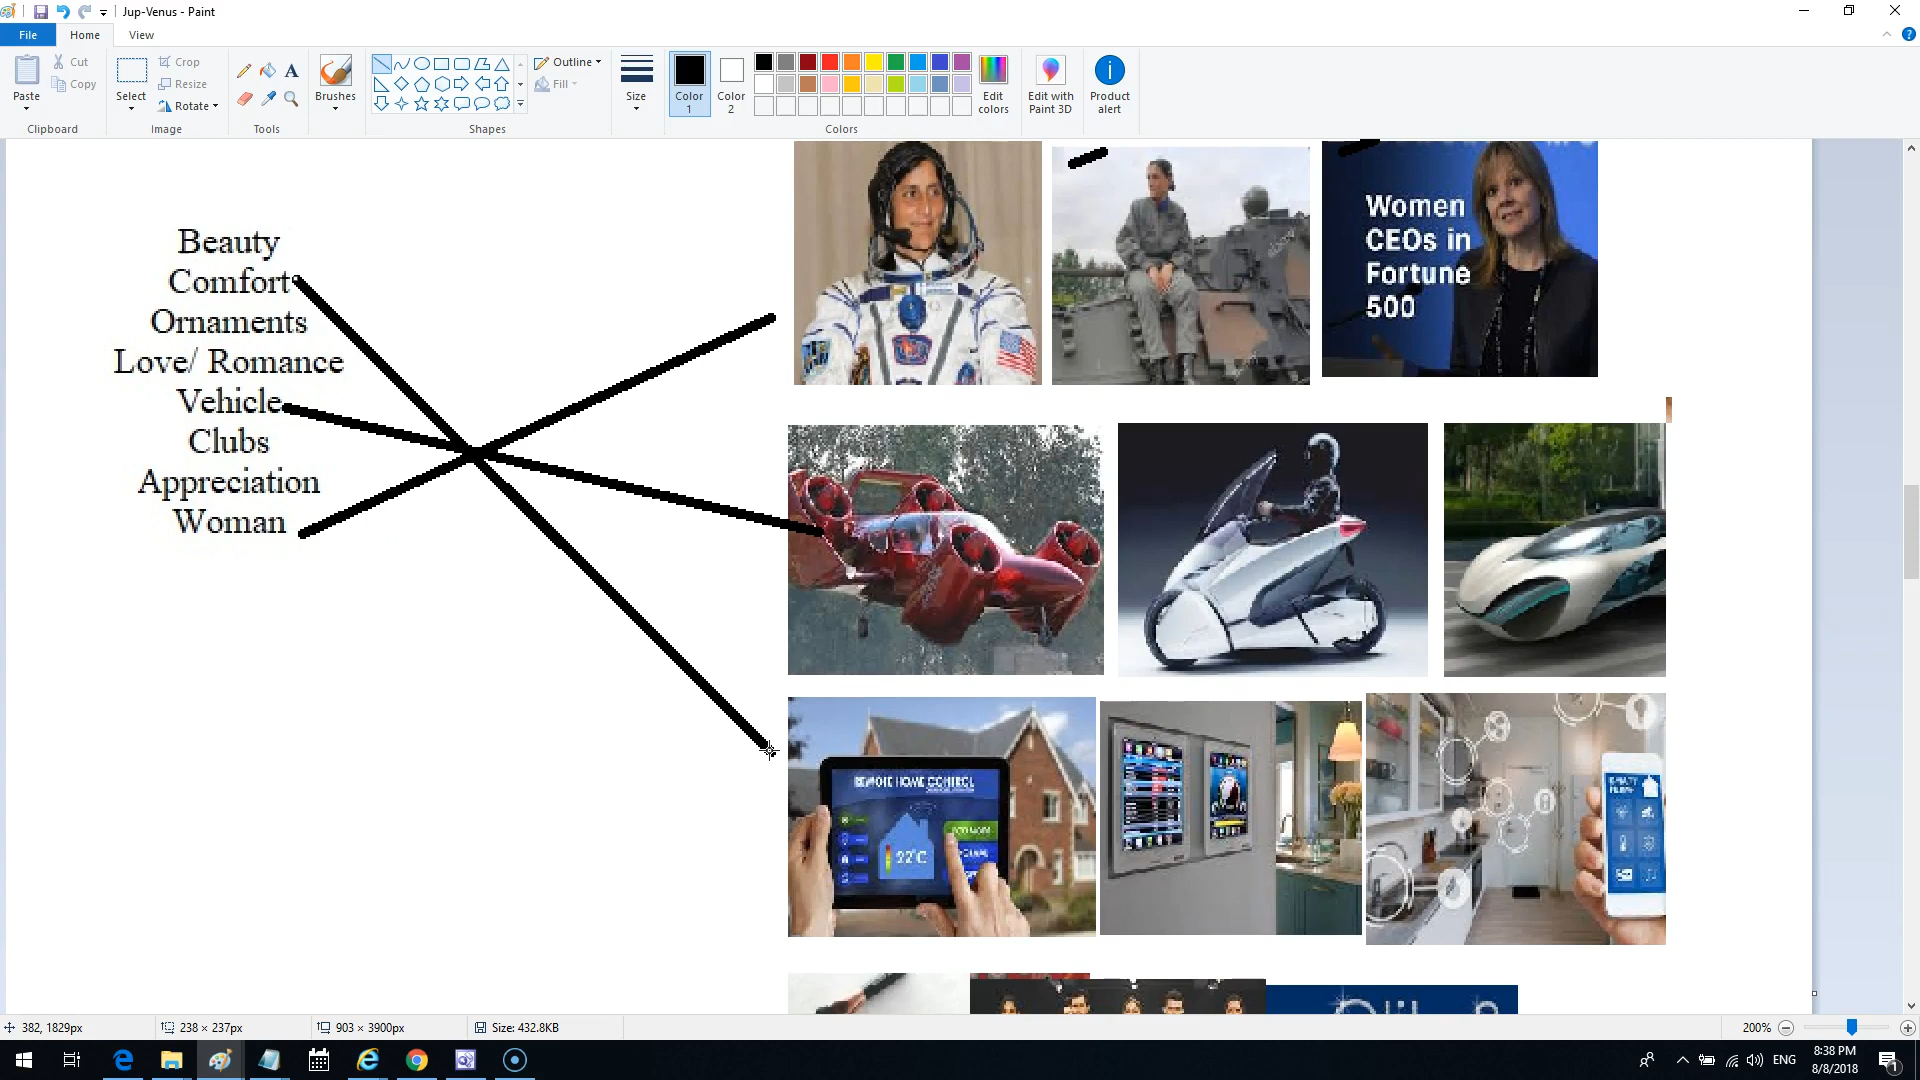 Jup-Venus - Paint
File
Home
View
Paste
Cut
Copy
Clipboard
Select
Crop
Resize
Rotate
Image
Tools
Brushes
Shapes
Outline
Fill
Size
Color
1
Color
2
Edit
colors
Colors
Edit with
Paint 3D
Product
alert
Beauty
Comfort
Ornaments
Love/ Romance
Vehicle
Clubs
Appreciation
Woman
Women
CEOs in
Fortune
500
REMOTE HOME CONTROL
22°C
382, 1829px
238 × 237px
903 × 3900px
Size: 432.8KB
200%
ENG
8:38 PM
8/8/2018
1